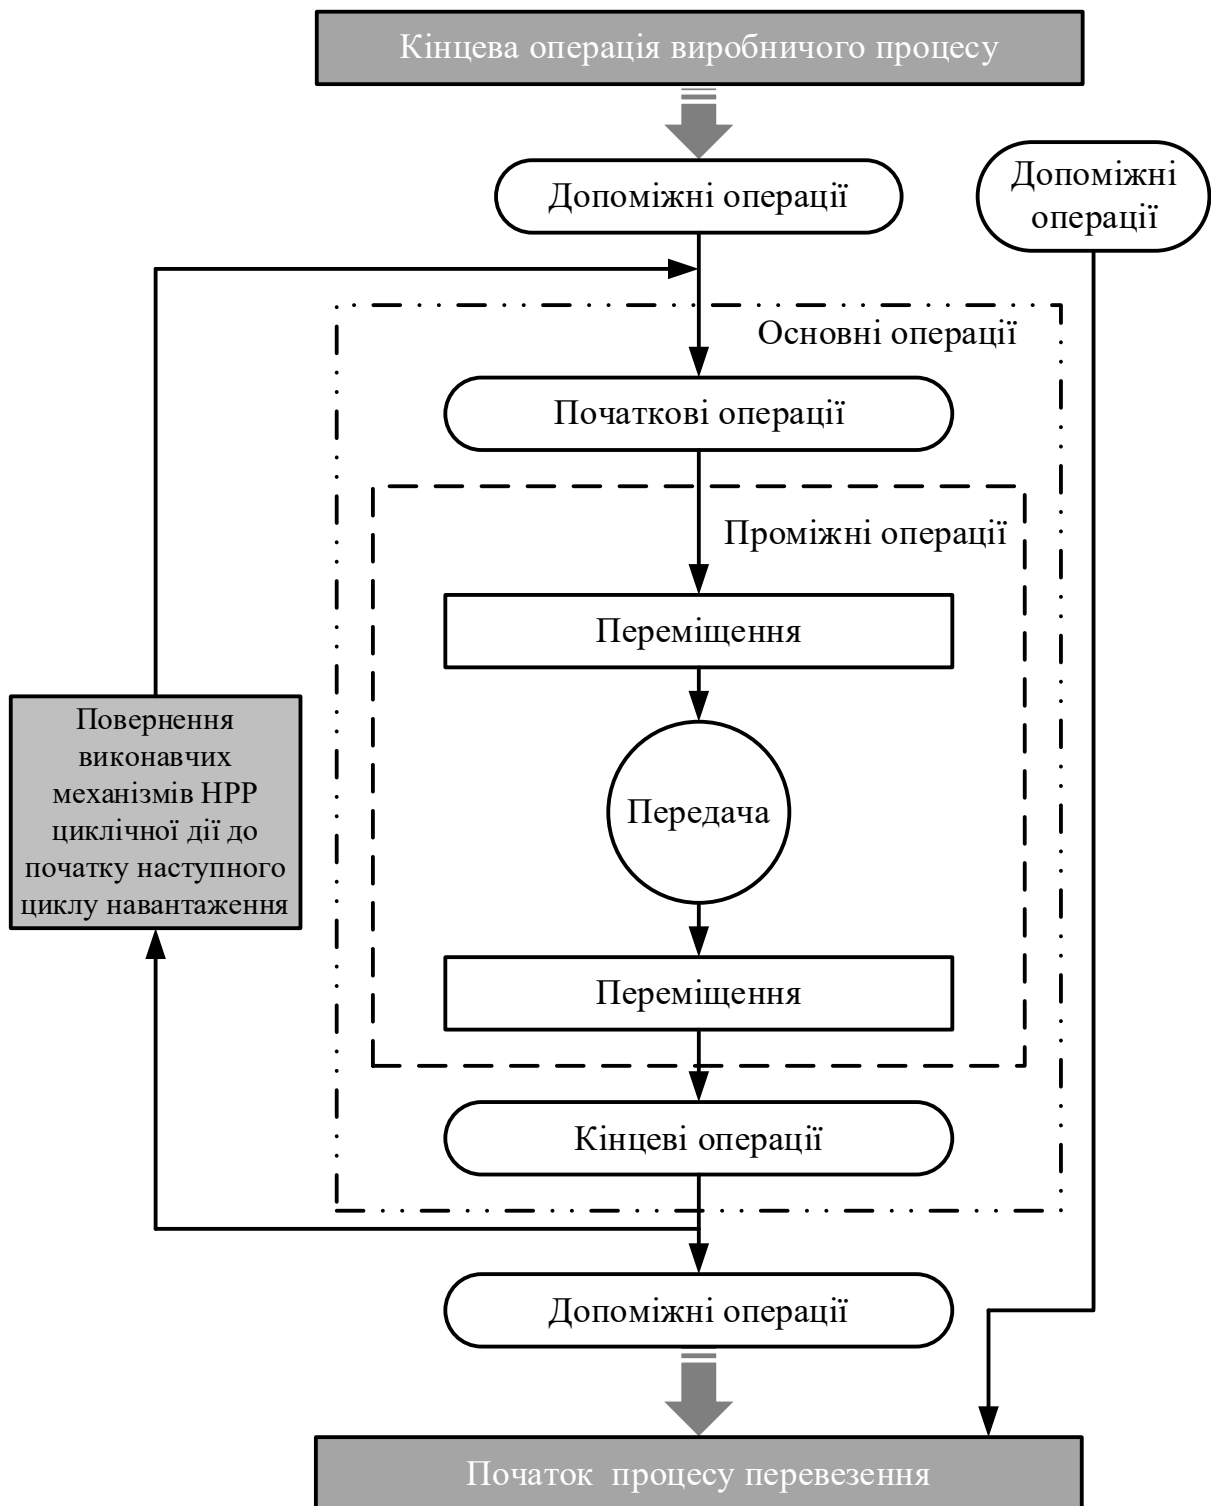 Кінцева операція виробничого процесу
Допоміжні операції
Допоміжні
операції
Основні операції
Початкові операції
Проміжні операції
Переміщення
Повернення
виконавчих
механізмів НРР
циклічної дії до
початку наступного
циклу навантаження
Передача
Переміщення
Кінцеві операції
Допоміжні операції
Початок процесу перевезення